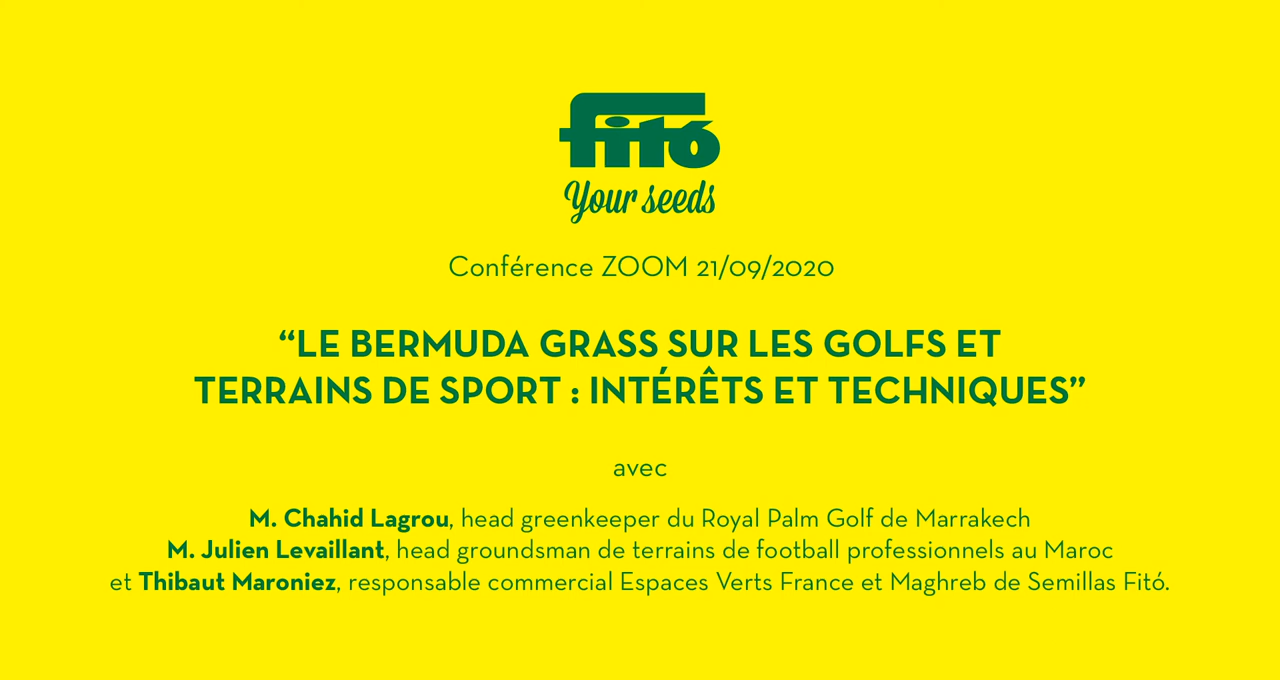 fitó
Your seeds
Conférence ZOOM 21/09/2020
“LE BERMUDA GRASS SUR LES GOLFS ET
TERRAINS DE SPORT : INTÉRÊTS ET TECHNIQUES”
avec
M. Chahid Lagrou, head greenkeeper du Royal Palm Golf de Marrakech
M. Julien Levaillant, head groundsman de terrains de football professionnels au Maroc
et Thibaut Maroniez, responsable commercial Espaces Verts France et Maghreb de Semillas Fitó.